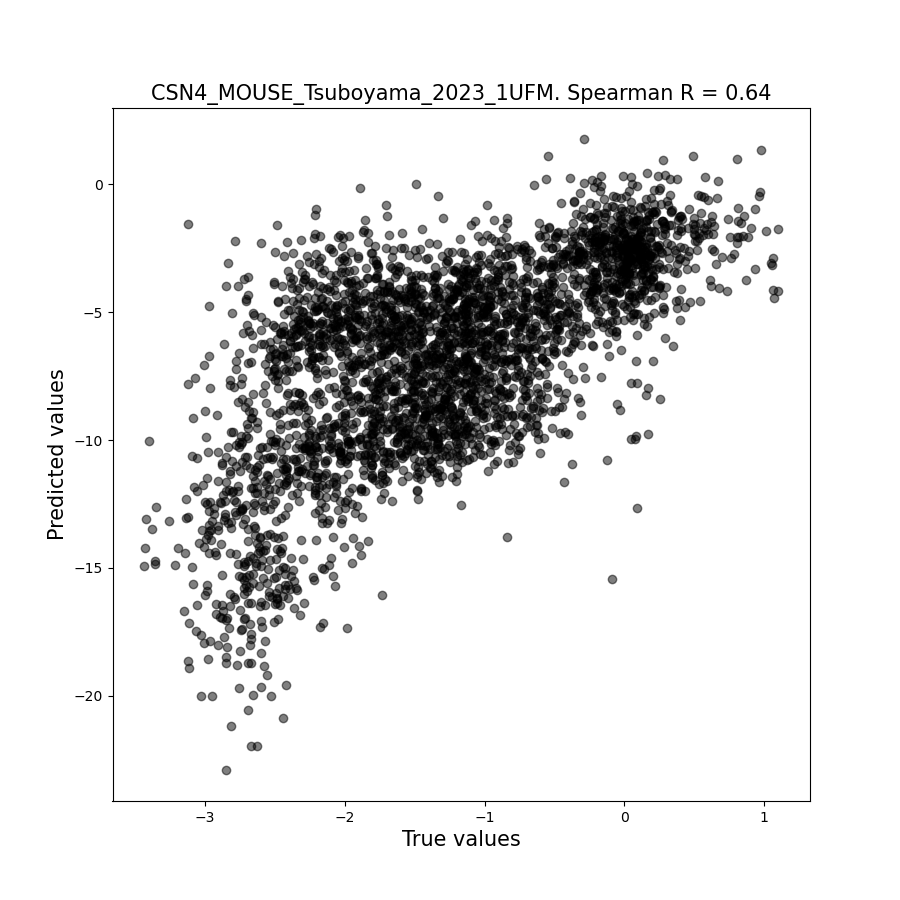 CSN4_MOUSE_Tsuboyama_2023_1UFM. Spearman R = 0.64
0
−5
−10
−15
−20
Predicted values
−3 −2 −1 0 1
True values